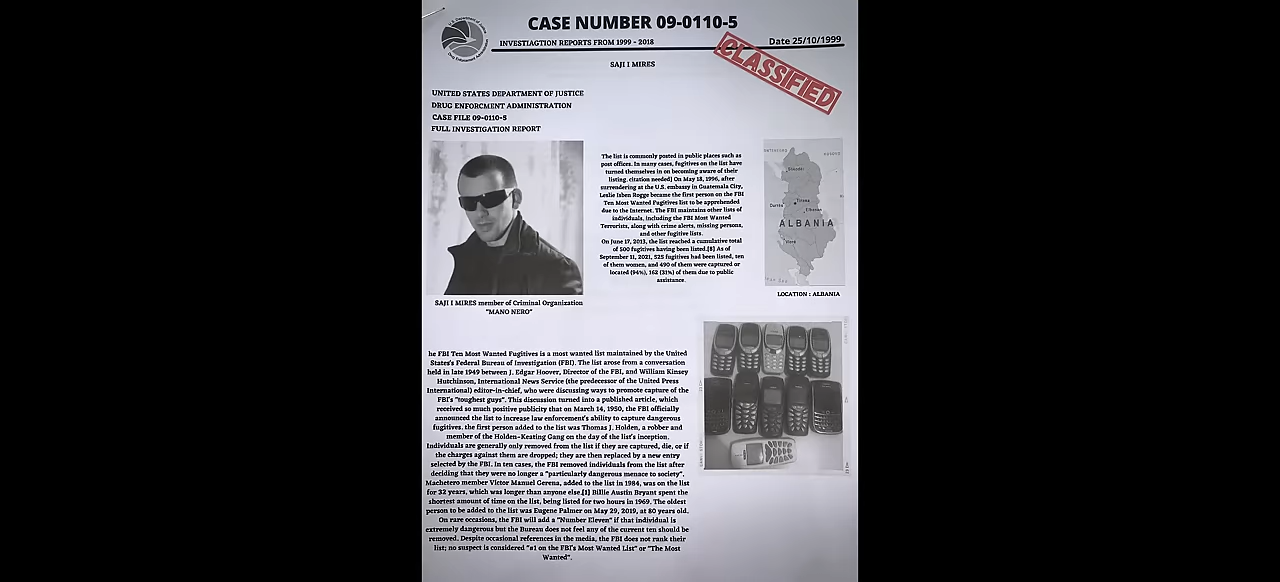 U.S. Department of Justice
Drug Enforcement Administration
CASE NUMBER 09-0110-5
INVESTIAGTION REPORTS FROM 1999 - 2018
Date 25/10/1999
SAJI I MIRES
CLASSIFIED
UNITED STATES DEPARTMENT OF JUSTICE
DRUG ENFORCMENT ADMINISTRATION
CASE FILE 09-0110-5
FULL INVESTIGATION REPORT
The list is commonly posted in public places such as
post offices. In many cases, fugitives on the list have
turned themselves in on becoming aware of their
listing. citation needed] On May 18, 1996, after
surrendering at the U.S. embassy in Guatemala City,
Leslie Isben Rogge became the first person on the FBI
Ten Most Wanted Fugitives list to be apprehended
due to the Internet. The FBI maintains other lists of
individuals, including the FBI Most Wanted
Terrorists, along with crime alerts, missing persons,
and other fugitive lists.
On June 17, 2013, the list reached a cumulative total
of 500 fugitives having been listed.[8] As of
September 11, 2021, 525 fugitives had been listed, ten
of them women, and 490 of them were captured or
located (94%), 162 (31%) of them due to public
assistance.
KOSOVO
Shkoder
Tirana
Durrës
Elbasan
ALBANIA
Vlorë
LOCATION : ALBANIA
SAJI I MIRES member of Criminal Organization
"MANO NERO"
he FBI Ten Most Wanted Fugitives is a most wanted list maintained by the United
States's Federal Bureau of Investigation (FBI). The list arose from a conversation
held in late 1949 between J. Edgar Hoover, Director of the FBI, and William Kinsey
Hutchinson, International News Service (the predecessor of the United Press
International) editor-in-chief, who were discussing ways to promote capture of the
FBI's "toughest guys". This discussion turned into a published article, which
received so much positive publicity that on March 14, 1950, the FBI officially
announced the list to increase law enforcement's ability to capture dangerous
fugitives. the first person added to the list was Thomas J. Holden, a robber and
member of the Holden-Keating Gang on the day of the list's inception.
Individuals are generally only removed from the list if they are captured, die, or if
the charges against them are dropped; they are then replaced by a new entry
selected by the FBI. In ten cases, the FBI removed individuals from the list after
deciding that they were no longer a "particularly dangerous menace to society".
Machetero member Víctor Manuel Gerena, added to the list in 1984, was on the list
for 32 years, which was longer than anyone else.[1] Billie Austin Bryant spent the
shortest amount of time on the list, being listed for two hours in 1969. The oldest
person to be added to the list was Eugene Palmer on May 29, 2019, at 80 years old.
On rare occasions, the FBI will add a "Number Eleven" if that individual is
extremely dangerous but the Bureau does not feel any of the current ten should be
removed. Despite occasional references in the media, the FBI does not rank their
list; no suspect is considered "#1 on the FBI's Most Wanted List" or "The Most
Wanted".